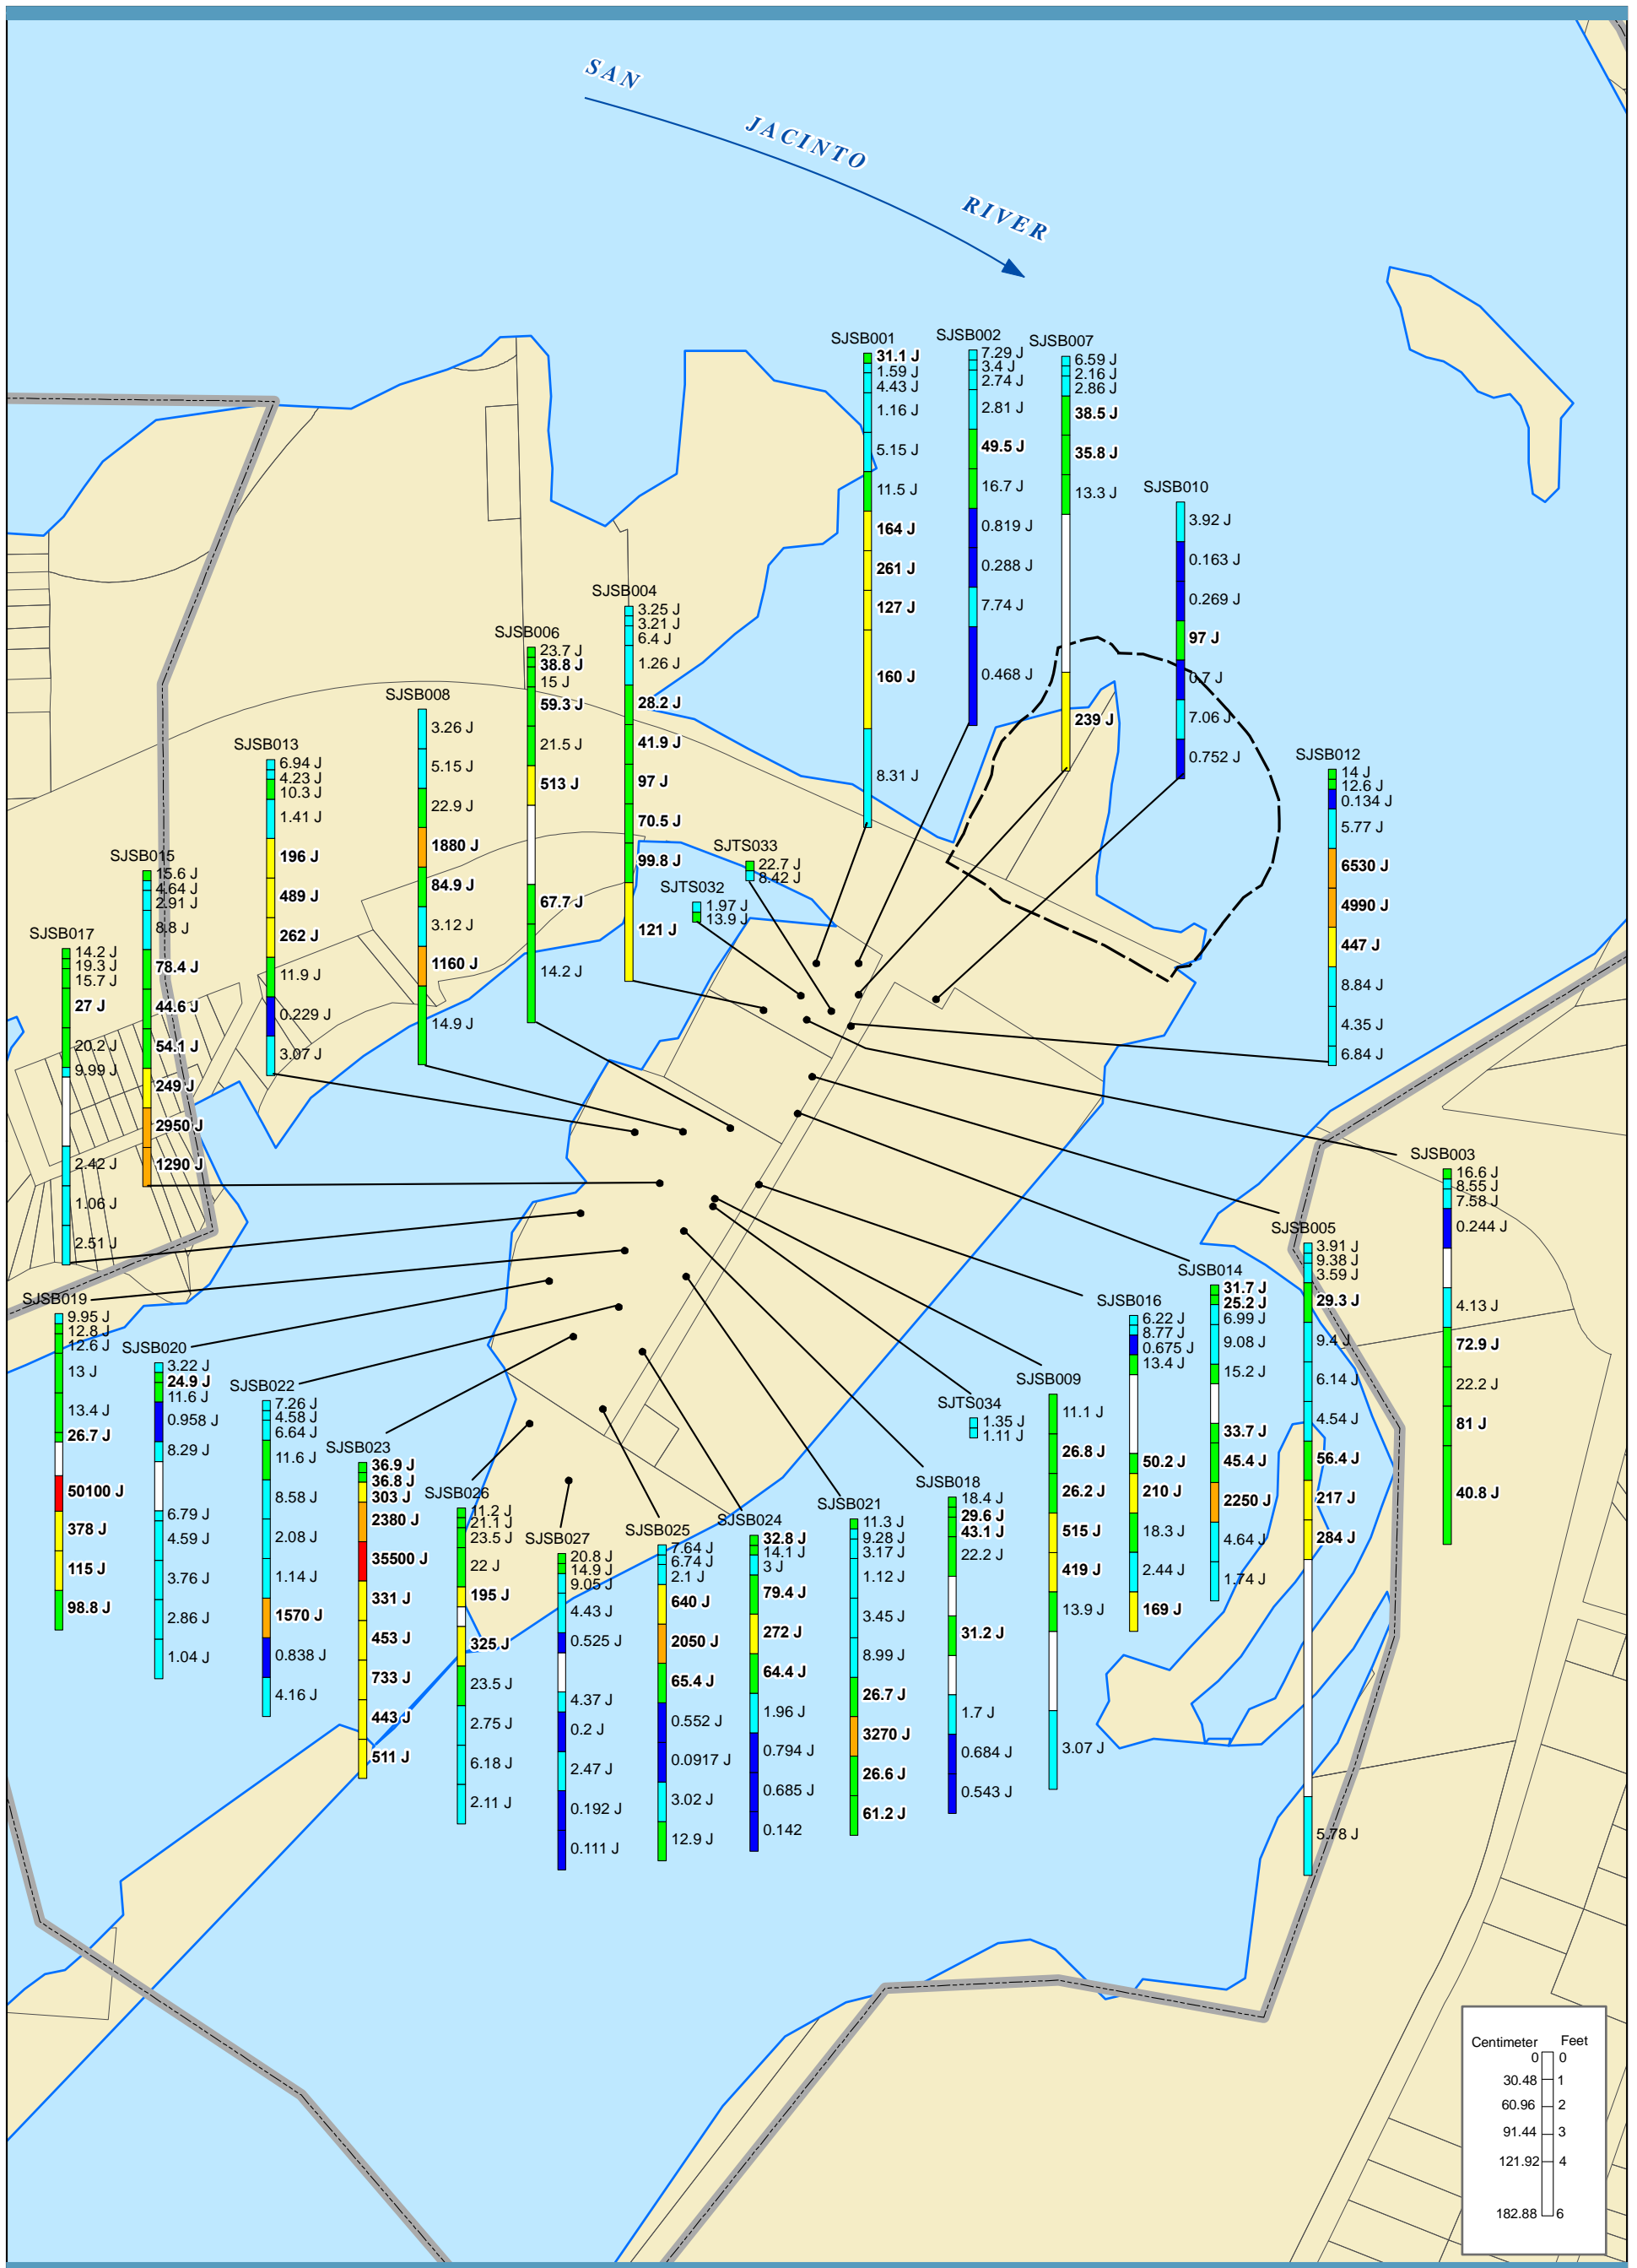 SAN
JACINTO
RIVER
SJSB001
31.1 J
1.59 J
4.43 J
1.16 J
5.15 J
11.5 J
164 J
261 J
127 J
160 J
8.31 J
SJSB002
7.29 J
3.4 J
2.74 J
2.81 J
49.5 J
16.7 J
0.819 J
0.288 J
7.74 J
0.468 J
SJSB007
6.59 J
2.16 J
2.86 J
38.5 J
35.8 J
13.3 J
239 J
SJSB010
3.92 J
0.163 J
0.269 J
97 J
0.7 J
7.06 J
0.752 J
SJSB004
3.25 J
3.21 J
6.4 J
1.26 J
28.2 J
41.9 J
97 J
70.5 J
99.8 J
121 J
SJSB006
23.7 J
38.8 J
15 J
59.3 J
21.5 J
513 J
67.7 J
14.2 J
SJSB008
3.26 J
5.15 J
22.9 J
1880 J
84.9 J
3.12 J
1160 J
14.9 J
SJSB013
6.94 J
4.23 J
10.3 J
1.41 J
196 J
489 J
262 J
11.9 J
0.229 J
3.07 J
SJSB012
14 J
12.6 J
0.134 J
5.77 J
6530 J
4990 J
447 J
8.84 J
4.35 J
6.84 J
SJSB015
15.6 J
4.64 J
2.91 J
8.8 J
78.4 J
44.6 J
54.1 J
249 J
2950 J
1290 J
SJTS033
22.7 J
8.42 J
SJTS032
1.97 J
13.9 J
SJSB017
14.2 J
19.3 J
15.7 J
27 J
20.2 J
9.99 J
2.42 J
1.06 J
2.51 J
SJSB003
16.6 J
8.55 J
7.58 J
0.244 J
4.13 J
72.9 J
22.2 J
81 J
40.8 J
SJSB005
3.91 J
9.38 J
3.59 J
29.3 J
9.4 J
6.14 J
4.54 J
56.4 J
217 J
284 J
5.78 J
SJSB014
31.7 J
25.2 J
6.99 J
9.08 J
15.2 J
33.7 J
45.4 J
2250 J
4.64 J
1.74 J
SJSB016
6.22 J
8.77 J
0.675 J
13.4 J
50.2 J
210 J
18.3 J
2.44 J
169 J
SJSB019
9.95 J
12.8 J
12.6 J
13 J
13.4 J
26.7 J
50100 J
378 J
115 J
98.8 J
SJSB020
3.22 J
24.9 J
11.6 J
0.958 J
8.29 J
6.79 J
4.59 J
3.76 J
2.86 J
1.04 J
SJSB022
7.26 J
4.58 J
6.64 J
11.6 J
8.58 J
2.08 J
1.14 J
1570 J
0.838 J
4.16 J
SJSB023
36.9 J
36.8 J
303 J
2380 J
35500 J
331 J
453 J
733 J
443 J
511 J
SJSB026
11.2 J
21.1 J
23.5 J
22 J
195 J
325 J
23.5 J
2.75 J
6.18 J
2.11 J
SJSB027
20.8 J
14.9 J
9.05 J
4.43 J
0.525 J
4.37 J
0.2 J
2.47 J
0.192 J
0.111 J
SJSB025
7.64 J
6.74 J
2.1 J
640 J
2050 J
65.4 J
0.552 J
0.0917 J
3.02 J
12.9 J
SJSB024
32.8 J
14.1 J
3 J
79.4 J
272 J
64.4 J
1.96 J
0.794 J
0.685 J
0.142
SJSB021
11.3 J
9.28 J
3.17 J
1.12 J
3.45 J
8.99 J
26.7 J
3270 J
26.6 J
61.2 J
SJSB018
18.4 J
29.6 J
43.1 J
22.2 J
31.2 J
1.7 J
0.684 J
0.543 J
SJTS034
1.35 J
1.11 J
SJSB009
11.1 J
26.8 J
26.2 J
515 J
419 J
13.9 J
3.07 J
Centimeter Feet
0 0
30.48 1
60.96 2
91.44 3
121.92 4
182.88 6